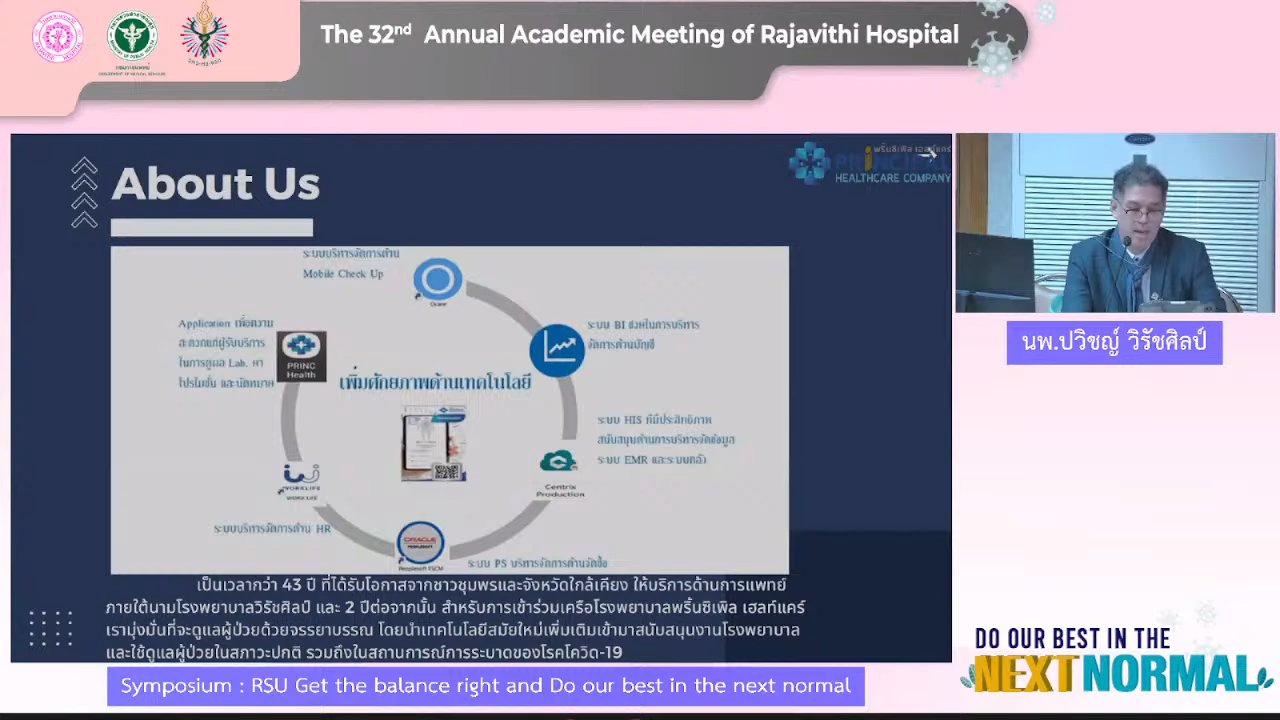 The 32nd Annual Academic Meeting of Rajavithi Hospital
About Us
พริ้นซิเพิล เฮลท์แคร์
PRiNCiPAL
HEALTHCARE COMPANY
ระบบบริหารจัดการด้าน
Mobile Check Up
Application เพื่อความ
สะดวกแก่ผู้รับบริการ
ในการดูผล Lab. หา
โปรโมชั่น และนัดหมาย
PRINC
Health
ระบบ BI ช่วยในการบริหาร
จัดการด้านบัญชี
เพิ่มศักยภาพด้านเทคโนโลยี
ระบบ HIS ที่มีประสิทธิภาพ
สนับสนุนด้านการบริหารจัดข้อมูล
ระบบ EMR และระบบคลัง
Centrix
Production
WORKLIFE
WORK LIFE
ระบบบริหารจัดการด้าน HR
ORACLE
PEOPLESOFT
Peoplesoft FSCM
ระบบ PS บริหารจัดการด้านจัดซื้อ
เป็นเวลากว่า 43 ปี ที่ได้รับโอกาสจากชาวชุมพรและจังหวัดใกล้เคียง ให้บริการด้านการแพทย์
ภายใต้นามโรงพยาบาลวิรัชศิลป์ และ 2 ปีต่อจากนั้น สำหรับการเข้าร่วมเครือโรงพยาบาลพริ้นซิเพิล เฮลท์แคร์
เรามุ่งมั่นที่จะดูแลผู้ป่วยด้วยจรรยาบรรณ โดยนำเทคโนโลยีสมัยใหม่เพิ่มเติมเข้ามาสนับสนุนงานโรงพยาบาล
และใช้ดูแลผู้ป่วยในสภาวะปกติ รวมถึงในสถานการณ์การระบาดของโรคโควิด-19
นพ.ปวิชญ์ วิรัชศิลป์
Symposium : RSU Get the balance right and Do our best in the next normal
DO OUR BEST IN THE
NEXT NORMAL